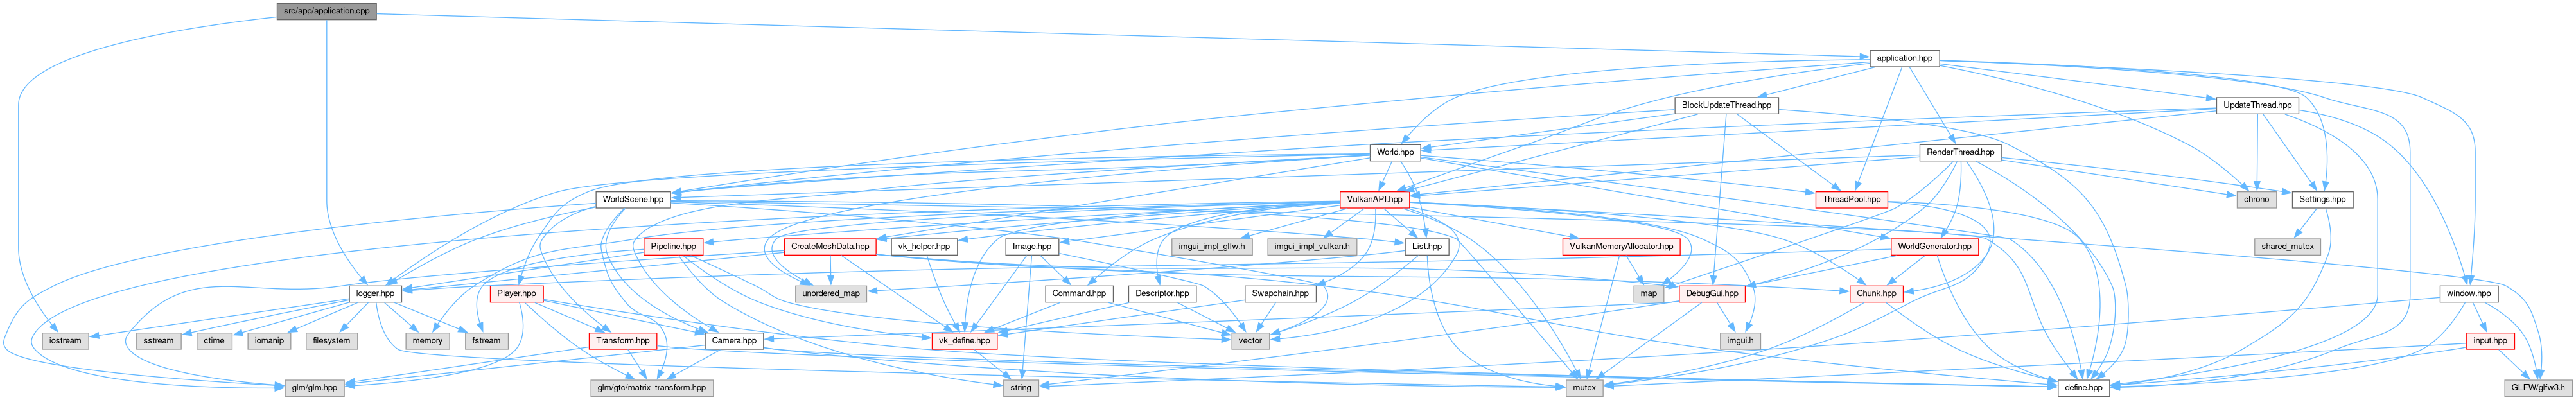 src/app/application.cpp
application.hpp
BlockUpdateThread.hpp
UpdateThread.hpp
World.hpp
RenderThread.hpp
WorldScene.hpp
VulkanAPI.hpp
ThreadPool.hpp
chrono
Settings.hpp
Pipeline.hpp
CreateMeshData.hpp
vk_helper.hpp
Image.hpp
imgui_impl_glfw.h
imgui_impl_vulkan.h
List.hpp
VulkanMemoryAllocator.hpp
WorldGenerator.hpp
shared_mutex
logger.hpp
Player.hpp
unordered_map
Command.hpp
Descriptor.hpp
Swapchain.hpp
map
DebugGui.hpp
Chunk.hpp
window.hpp
iostream
sstream
ctime
iomanip
filesystem
memory
fstream
Transform.hpp
Camera.hpp
vk_define.hpp
vector
imgui.h
input.hpp
glm/glm.hpp
glm/gtc/matrix_transform.hpp
string
mutex
define.hpp
GLFW/glfw3.h